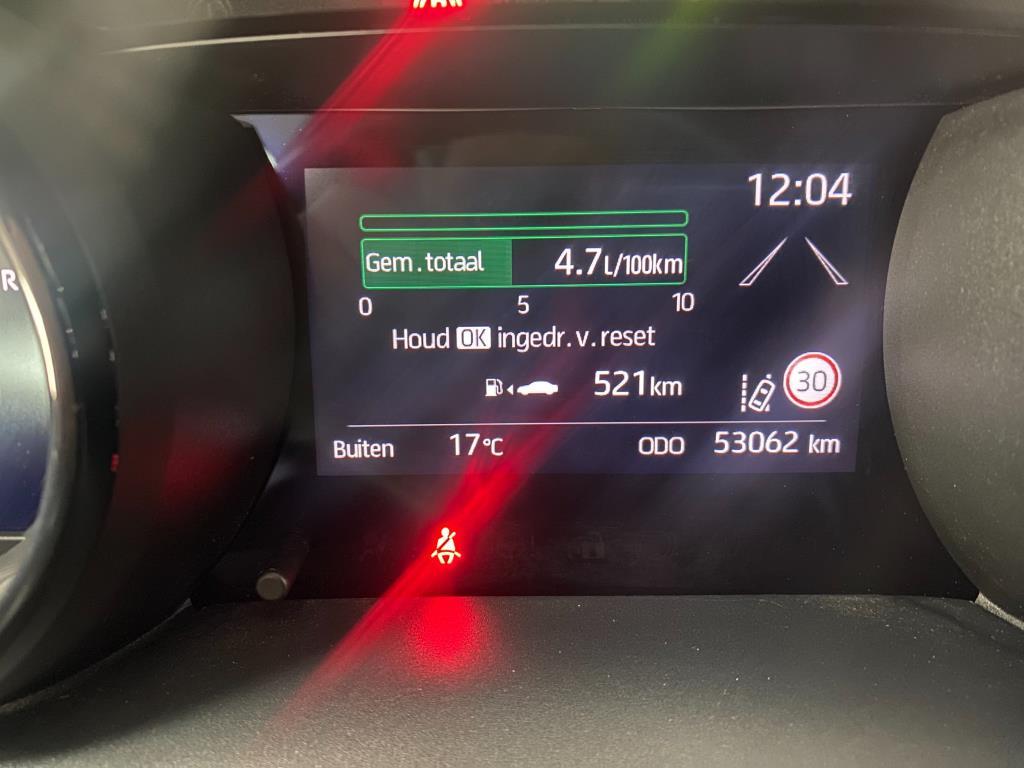 12:04
Gem.totaal 4.7L/100km
0 5 10
Houd OK ingedr.v.reset
521km
30
Buiten 17°C ODO 53062 km
R